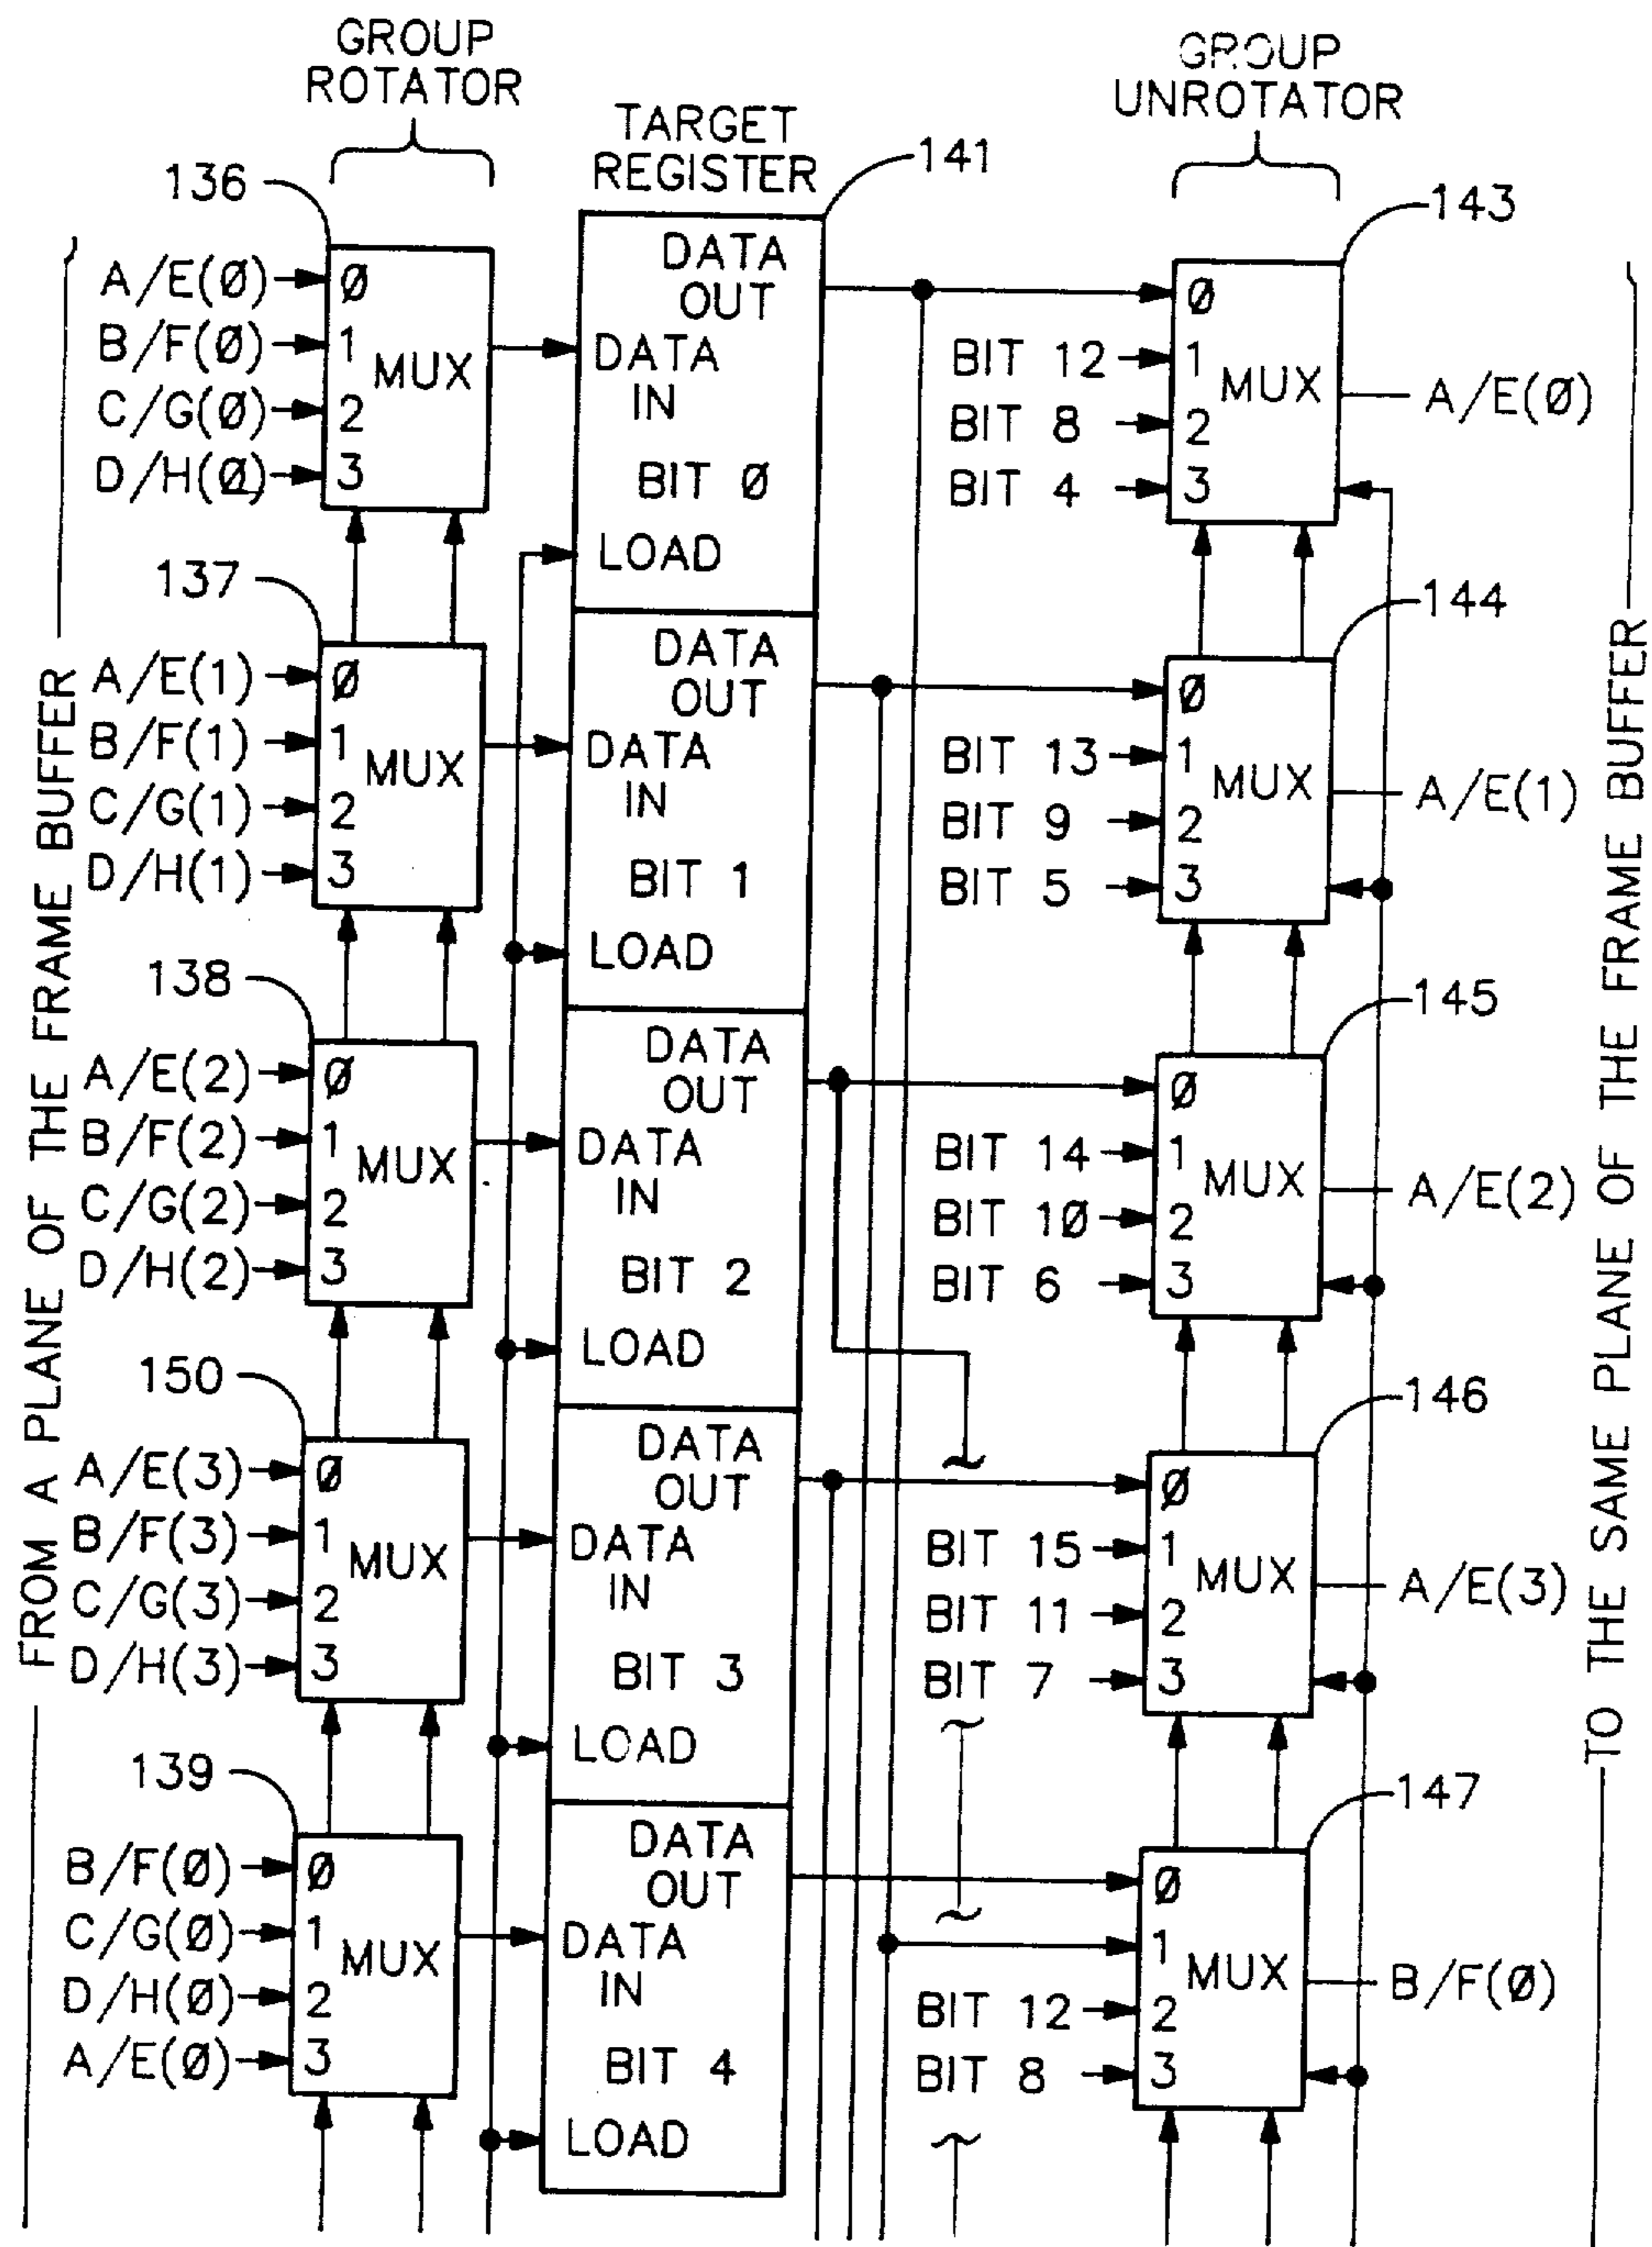 GROUP
ROTATOR
TARGET
REGISTER
GROUP
UNROTATOR
141
136
143
A/E(Ø)
B/F(Ø)
C/G(Ø)
D/H(Ø)
Ø
1
2
3
MUX
DATA
OUT
DATA
IN
BIT Ø
LOAD
BIT 12
BIT 8
BIT 4
Ø
1
2
3
MUX
A/E(Ø)
137
144
A/E(1)
B/F(1)
C/G(1)
D/H(1)
Ø
1
2
3
MUX
DATA
OUT
DATA
IN
BIT 1
LOAD
BIT 13
BIT 9
BIT 5
Ø
1
2
3
MUX
A/E(1)
138
145
A/E(2)
B/F(2)
C/G(2)
D/H(2)
Ø
1
2
3
MUX
DATA
OUT
DATA
IN
BIT 2
LOAD
BIT 14
BIT 1Ø
BIT 6
Ø
1
2
3
MUX
A/E(2)
150
146
A/E(3)
B/F(3)
C/G(3)
D/H(3)
Ø
1
2
3
MUX
DATA
OUT
DATA
IN
BIT 3
LOAD
BIT 15
BIT 11
BIT 7
Ø
1
2
3
MUX
A/E(3)
139
147
B/F(Ø)
C/G(Ø)
D/H(Ø)
A/E(Ø)
Ø
1
2
3
MUX
DATA
OUT
DATA
IN
BIT 4
LOAD
BIT 12
BIT 8
Ø
1
2
3
MUX
B/F(Ø)
FROM A PLANE OF THE FRAME BUFFER
TO THE SAME PLANE OF THE FRAME BUFFER